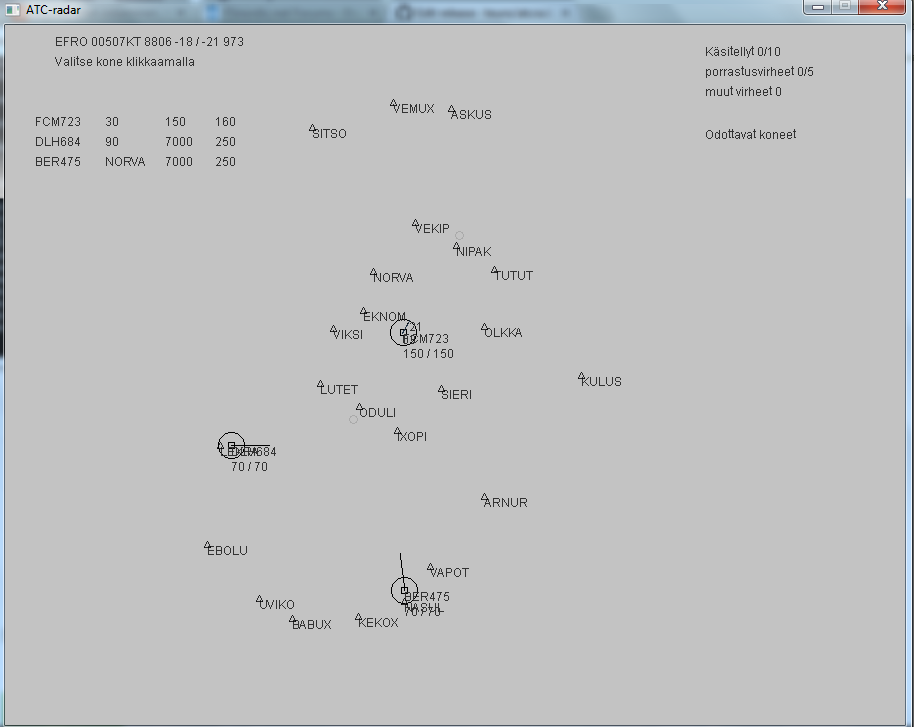 ATC-radar
EFRO 00507KT 8806 -18 / -21 973
Valitse kone klikkaamalla
Käsitellyt 0/10
porrastusvirheet 0/5
muut virheet 0
Odottavat koneet
FCM723 30 150 160
DLH684 90 7000 250
BER475 NORVA 7000 250
VEMUX
ASKUS
SITSO
VEKIP
NIPAK
NORVA
TUTUT
EKNOM
VIKSI
721
FCM723
150 / 150
OLKKA
LUTET
SIERI
KULUS
ODULI
IXOPI
70 / 70
ARNUR
EBOLU
VAPOT
BER475
NASUL
70 / 70
UVIKO
BABUX
KEKOX